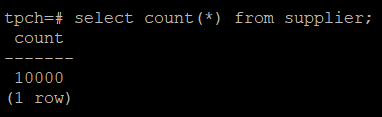 tpch=# select count(*) from supplier;
count
-------
10000
(1 row)